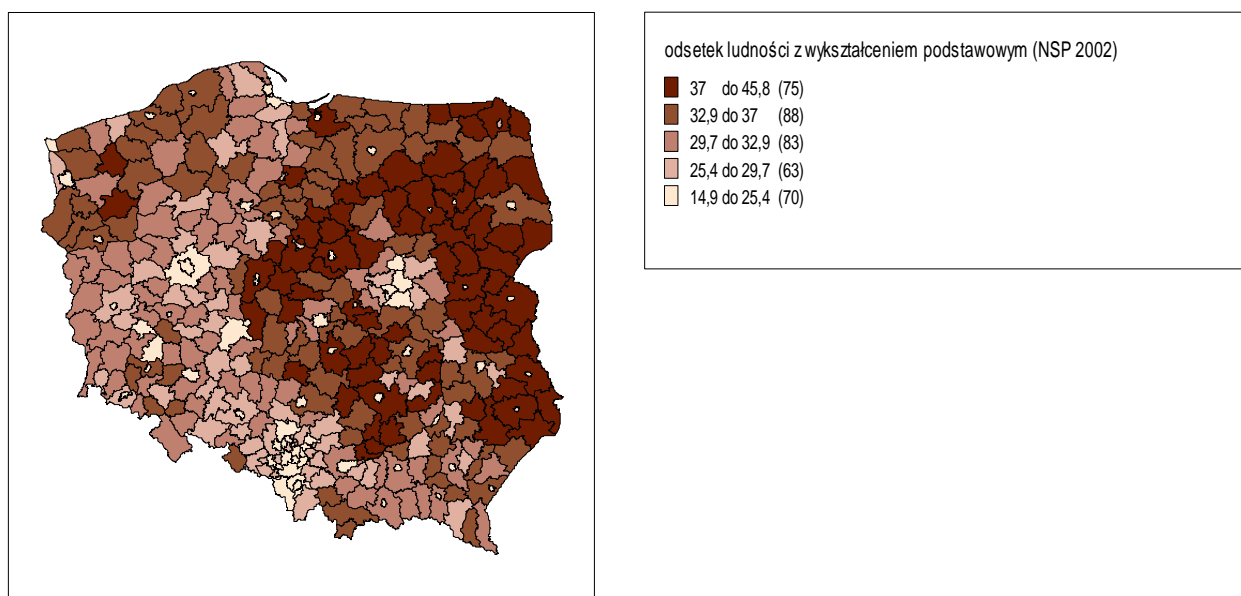 odsetek ludności z wykształceniem podstawowym (NSP 2002)
37 do 45,8 (75)
32,9 do 37 (88)
29,7 do 32,9 (83)
25,4 do 29,7 (63)
14,9 do 25,4 (70)